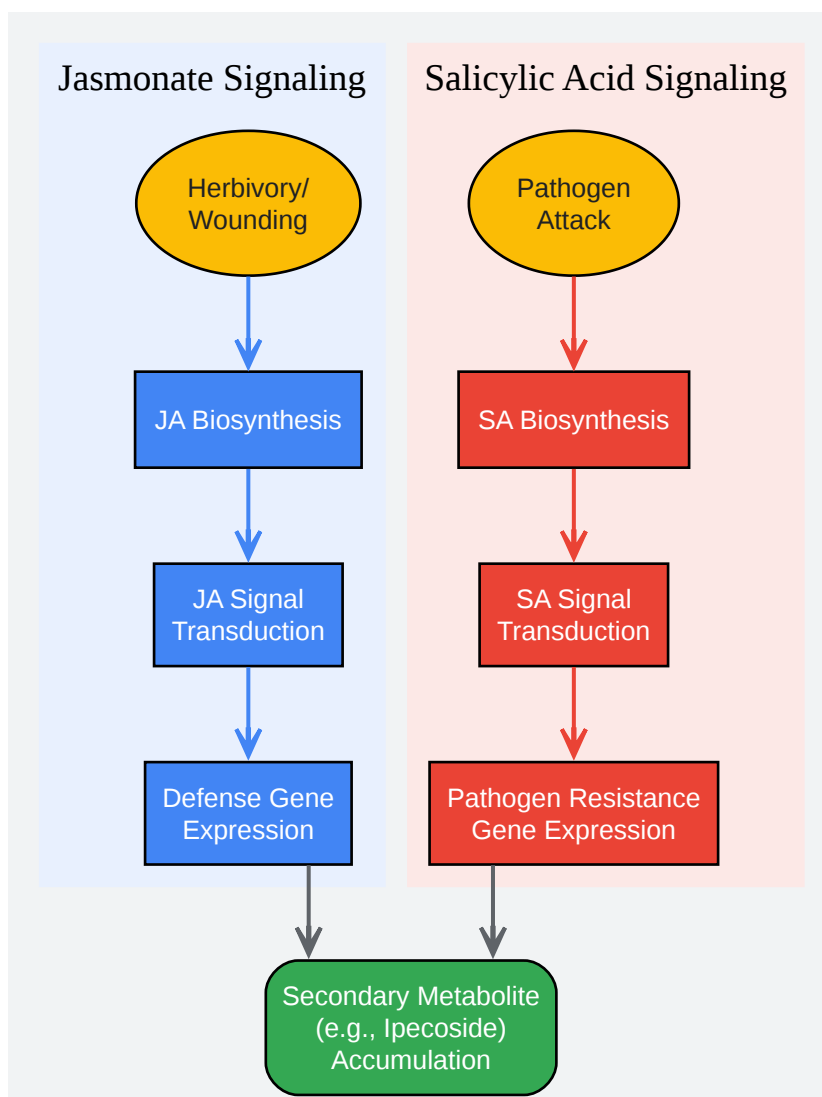 Jasmonate Signaling
Herbivory/
Wounding
JA Biosynthesis
JA Signal
Transduction
Defense Gene
Expression
Salicylic Acid Signaling
Pathogen
Attack
SA Biosynthesis
SA Signal
Transduction
Pathogen Resistance
Gene Expression
Secondary Metabolite
(e.g., Ipecoside)
Accumulation